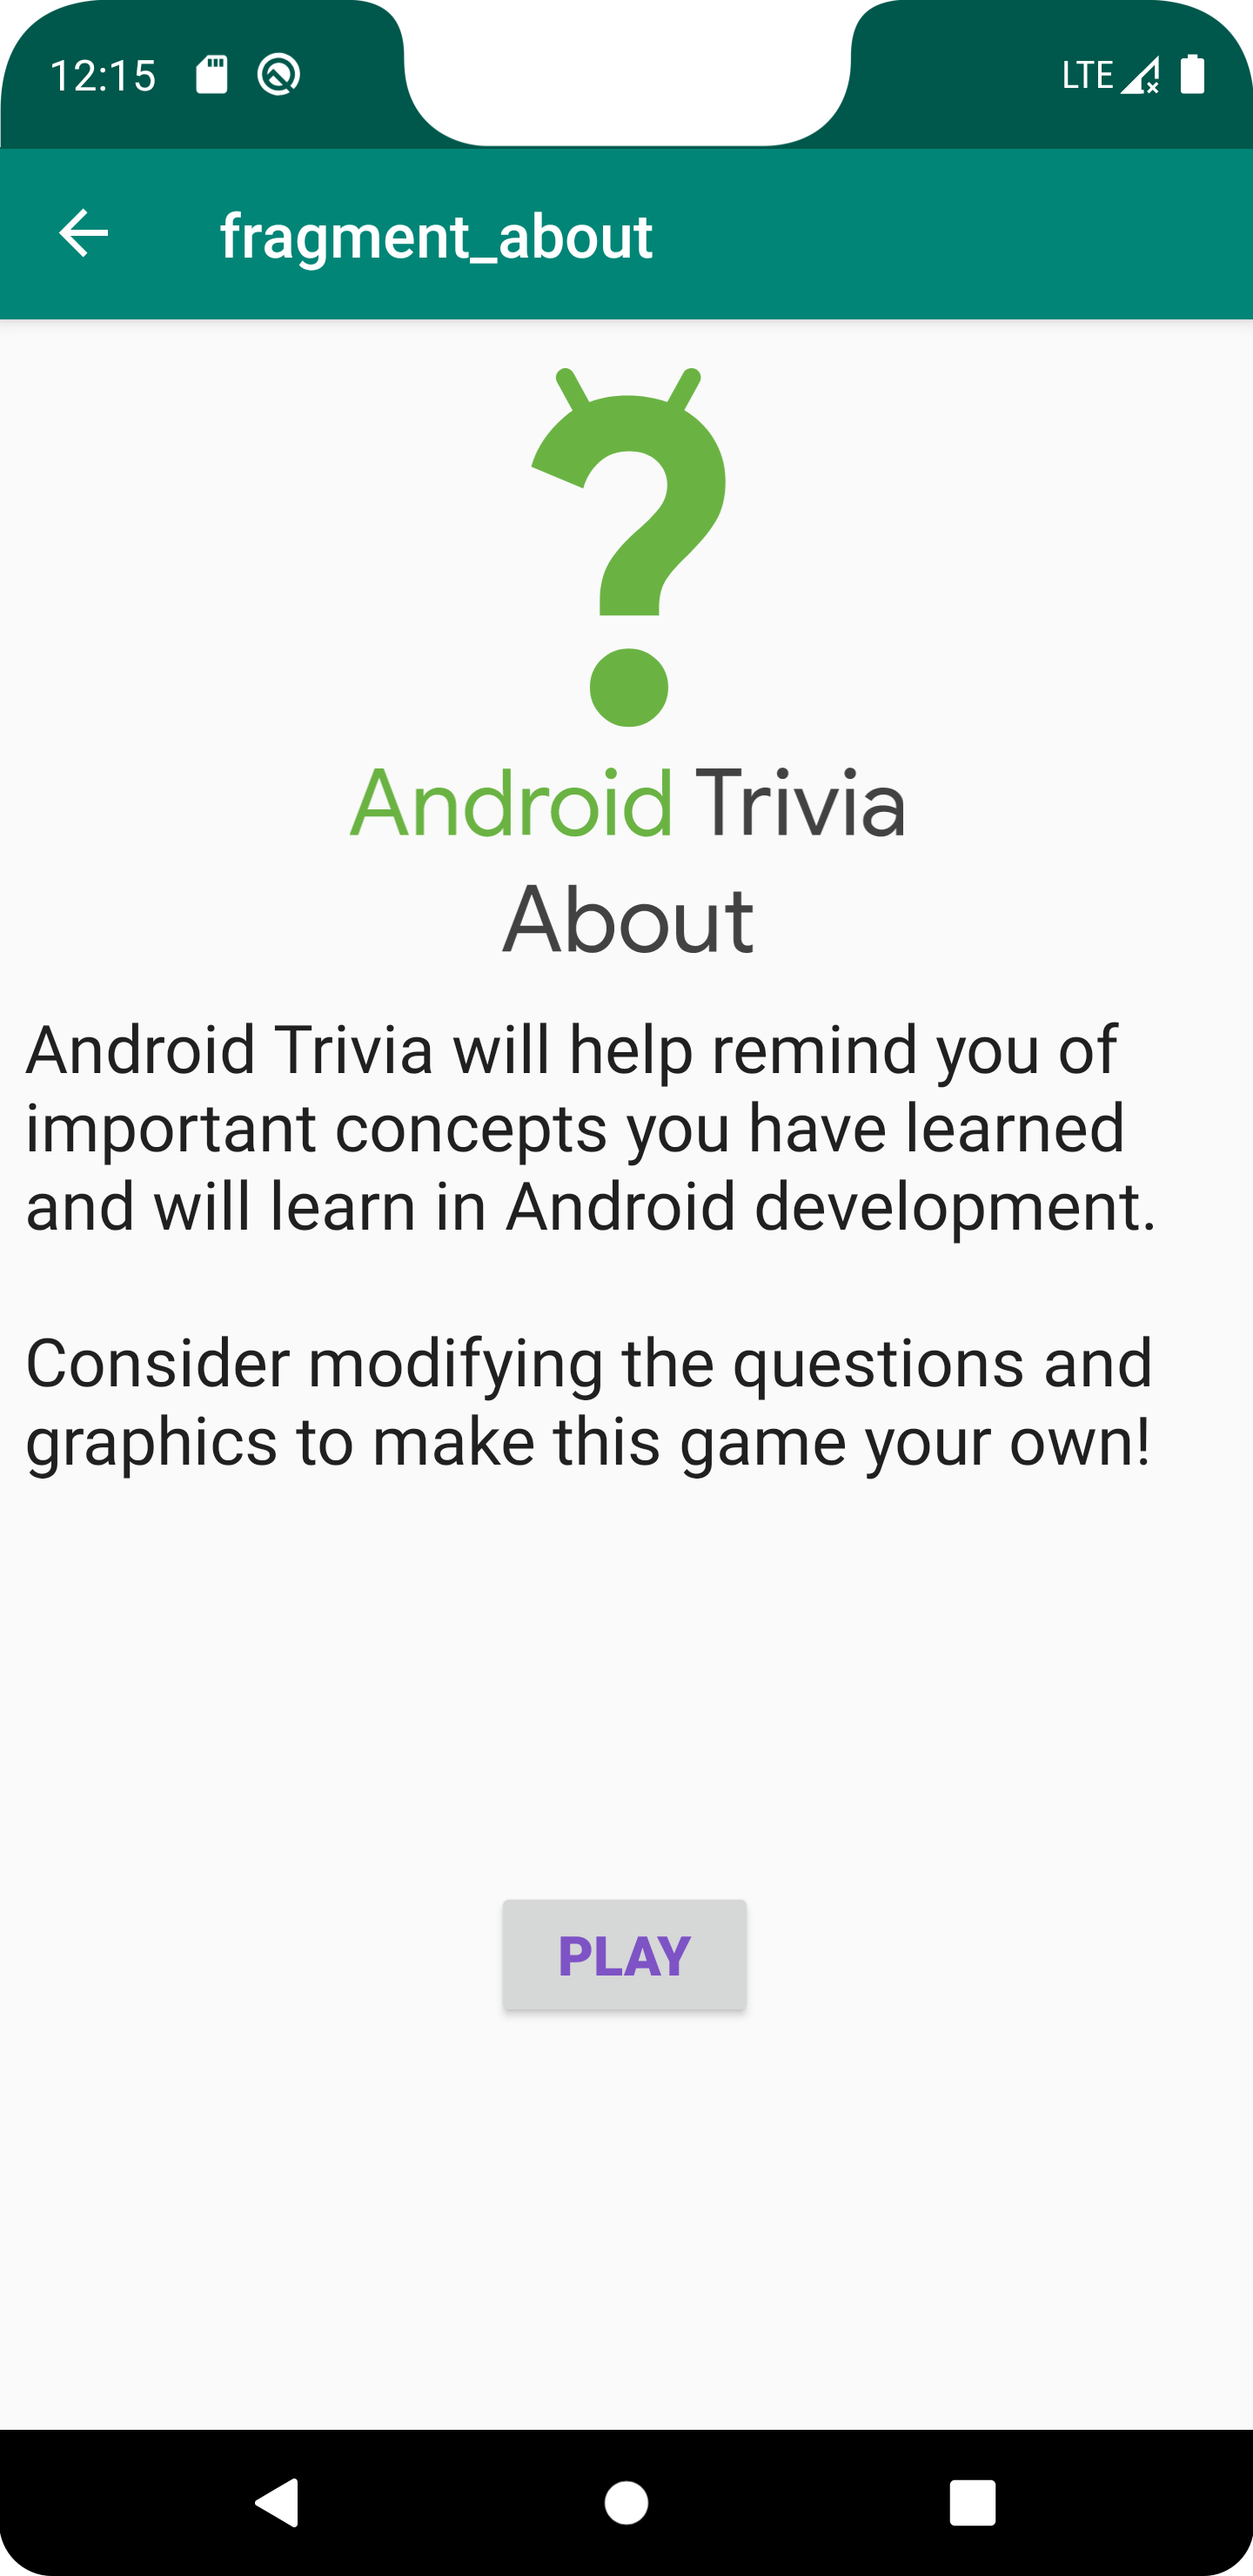 12:15 LTE
fragment_about
Android Trivia
About
Android Trivia will help remind you of
important concepts you have learned
and will learn in Android development.
Consider modifying the questions and
graphics to make this game your own!
PLAY